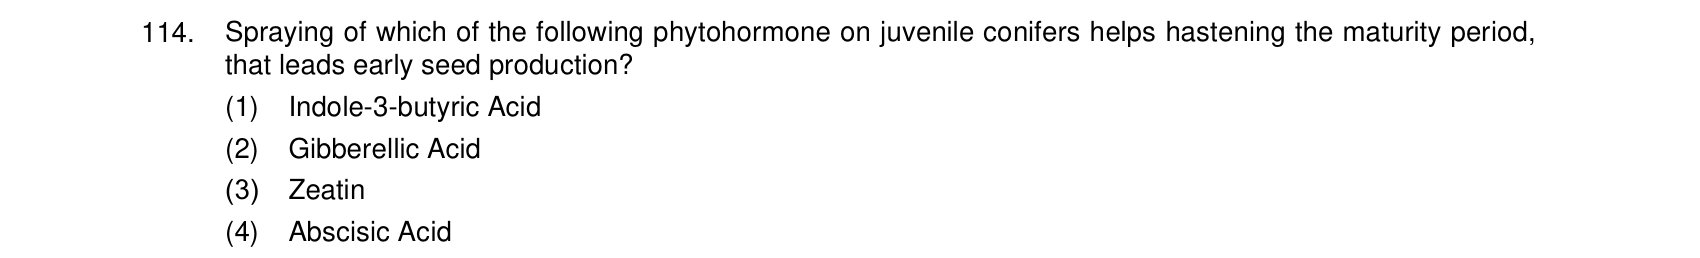 114. Spraying of which of the following phytohormone on juvenile conifers helps hastening the maturity period,
that leads early seed production?
(1) Indole-3-butyric Acid
(2) Gibberellic Acid
(3) Zeatin
(4) Abscisic Acid